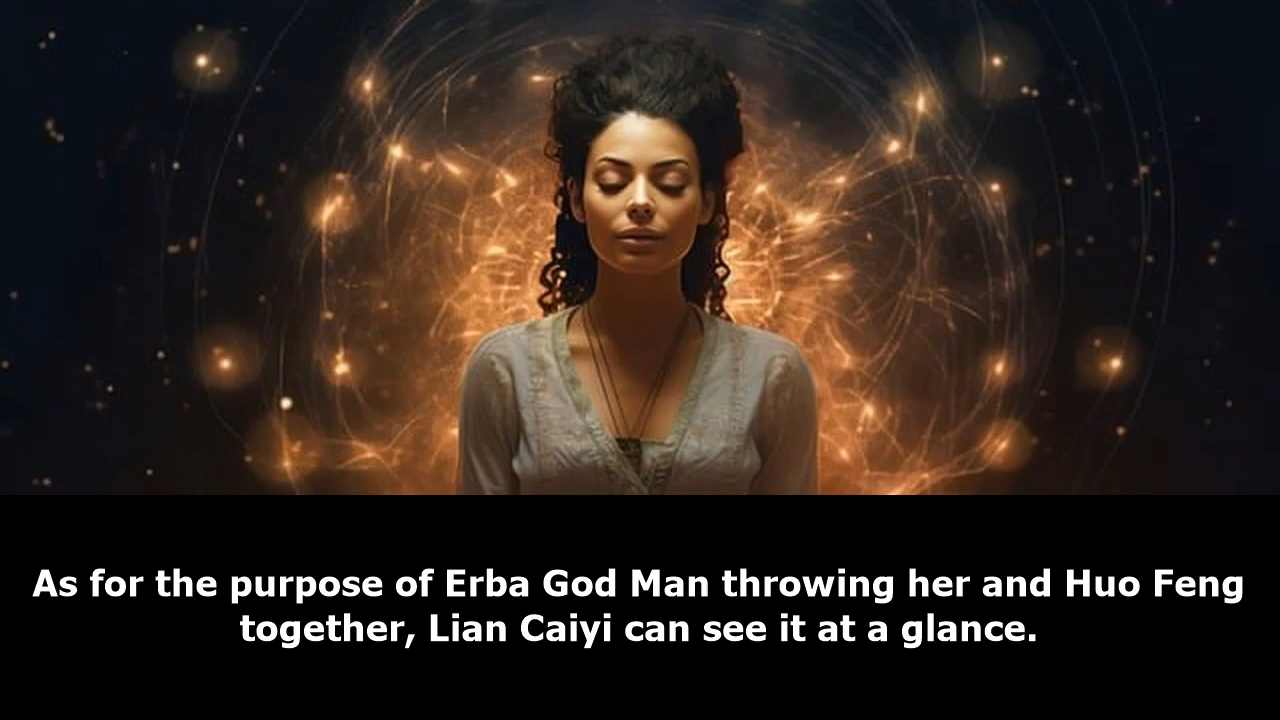 As for the purpose of Erba God Man throwing her and Huo Feng
together, Lian Caiyi can see it at a glance.